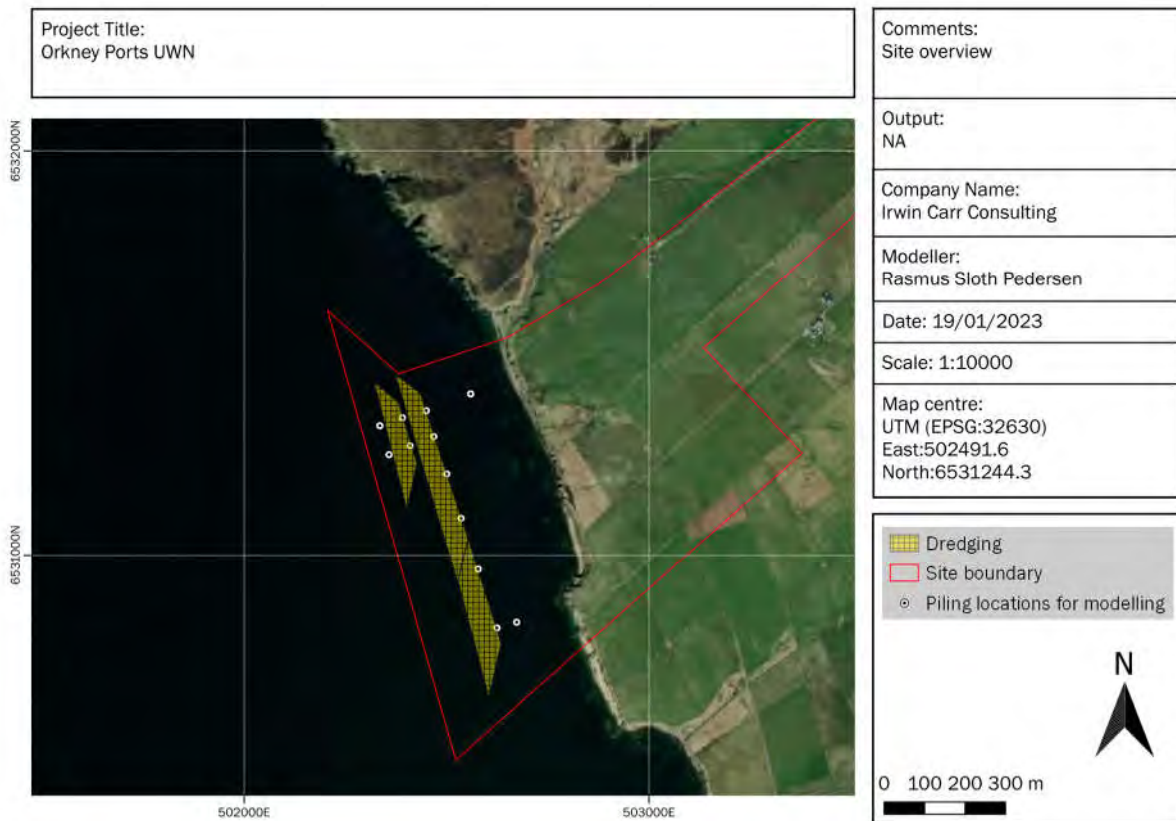 Project Title:
Orkney Ports UWN
Comments:
Site overview
Output:
NA
Company Name:
Irwin Carr Consulting
Modeller:
Rasmus Sloth Pedersen
Date: 19/01/2023
Scale: 1:10000
Map centre:
UTM (EPSG:32630)
East:502491.6
North:6531244.3
6532000N
6531000N
502000E
503000E
Dredging
Site boundary
Piling locations for modelling
N
0 100 200 300 m